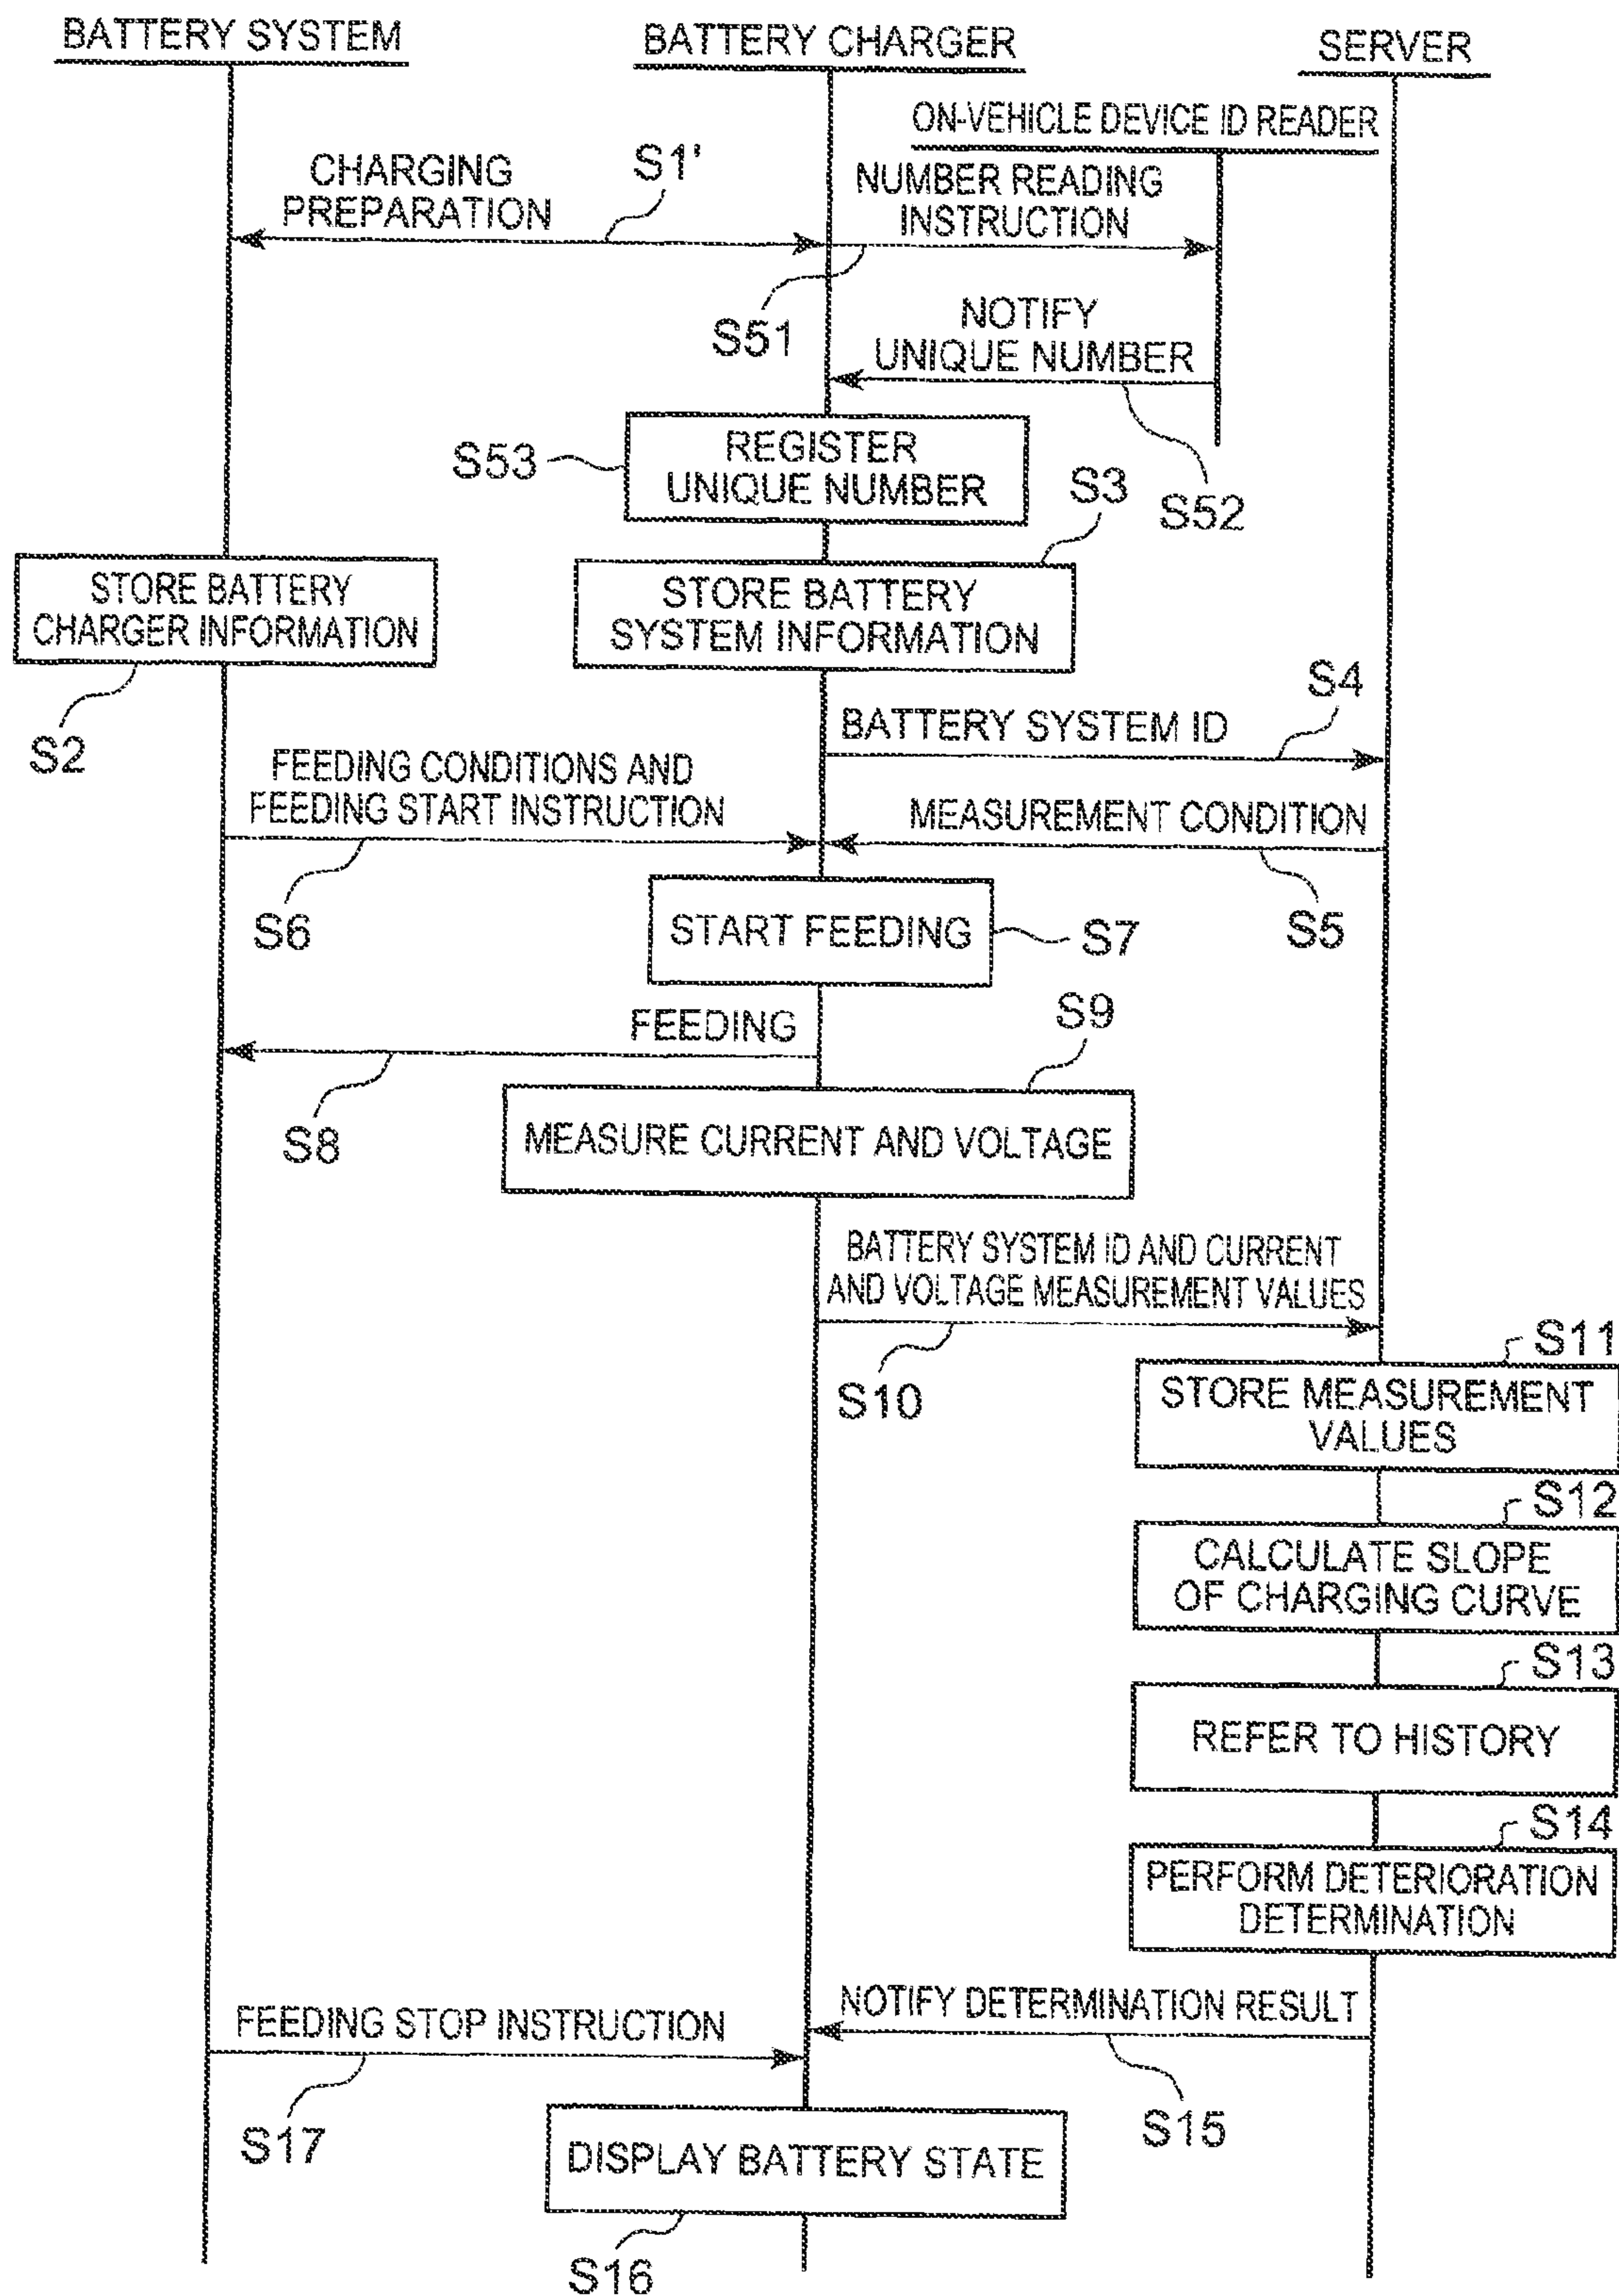 BATTERY SYSTEM
BATTERY CHARGER
SERVER
ON-VEHICLE DEVICE ID READER
CHARGING
PREPARATION
S1'
NUMBER READING
INSTRUCTION
S51
NOTIFY
UNIQUE NUMBER
S52
S53
REGISTER
UNIQUE NUMBER
S3
STORE BATTERY
CHARGER INFORMATION
S2
STORE BATTERY
SYSTEM INFORMATION
BATTERY SYSTEM ID
S4
FEEDING CONDITIONS AND
FEEDING START INSTRUCTION
S6
MEASUREMENT CONDITION
S5
START FEEDING
S7
FEEDING
S8
S9
MEASURE CURRENT AND VOLTAGE
BATTERY SYSTEM ID AND CURRENT
AND VOLTAGE MEASUREMENT VALUES
S10
S11
STORE MEASUREMENT
VALUES
S12
CALCULATE SLOPE
OF CHARGING CURVE
S13
REFER TO HISTORY
S14
PERFORM DETERIORATION
DETERMINATION
NOTIFY DETERMINATION RESULT
S15
FEEDING STOP INSTRUCTION
S17
DISPLAY BATTERY STATE
S16